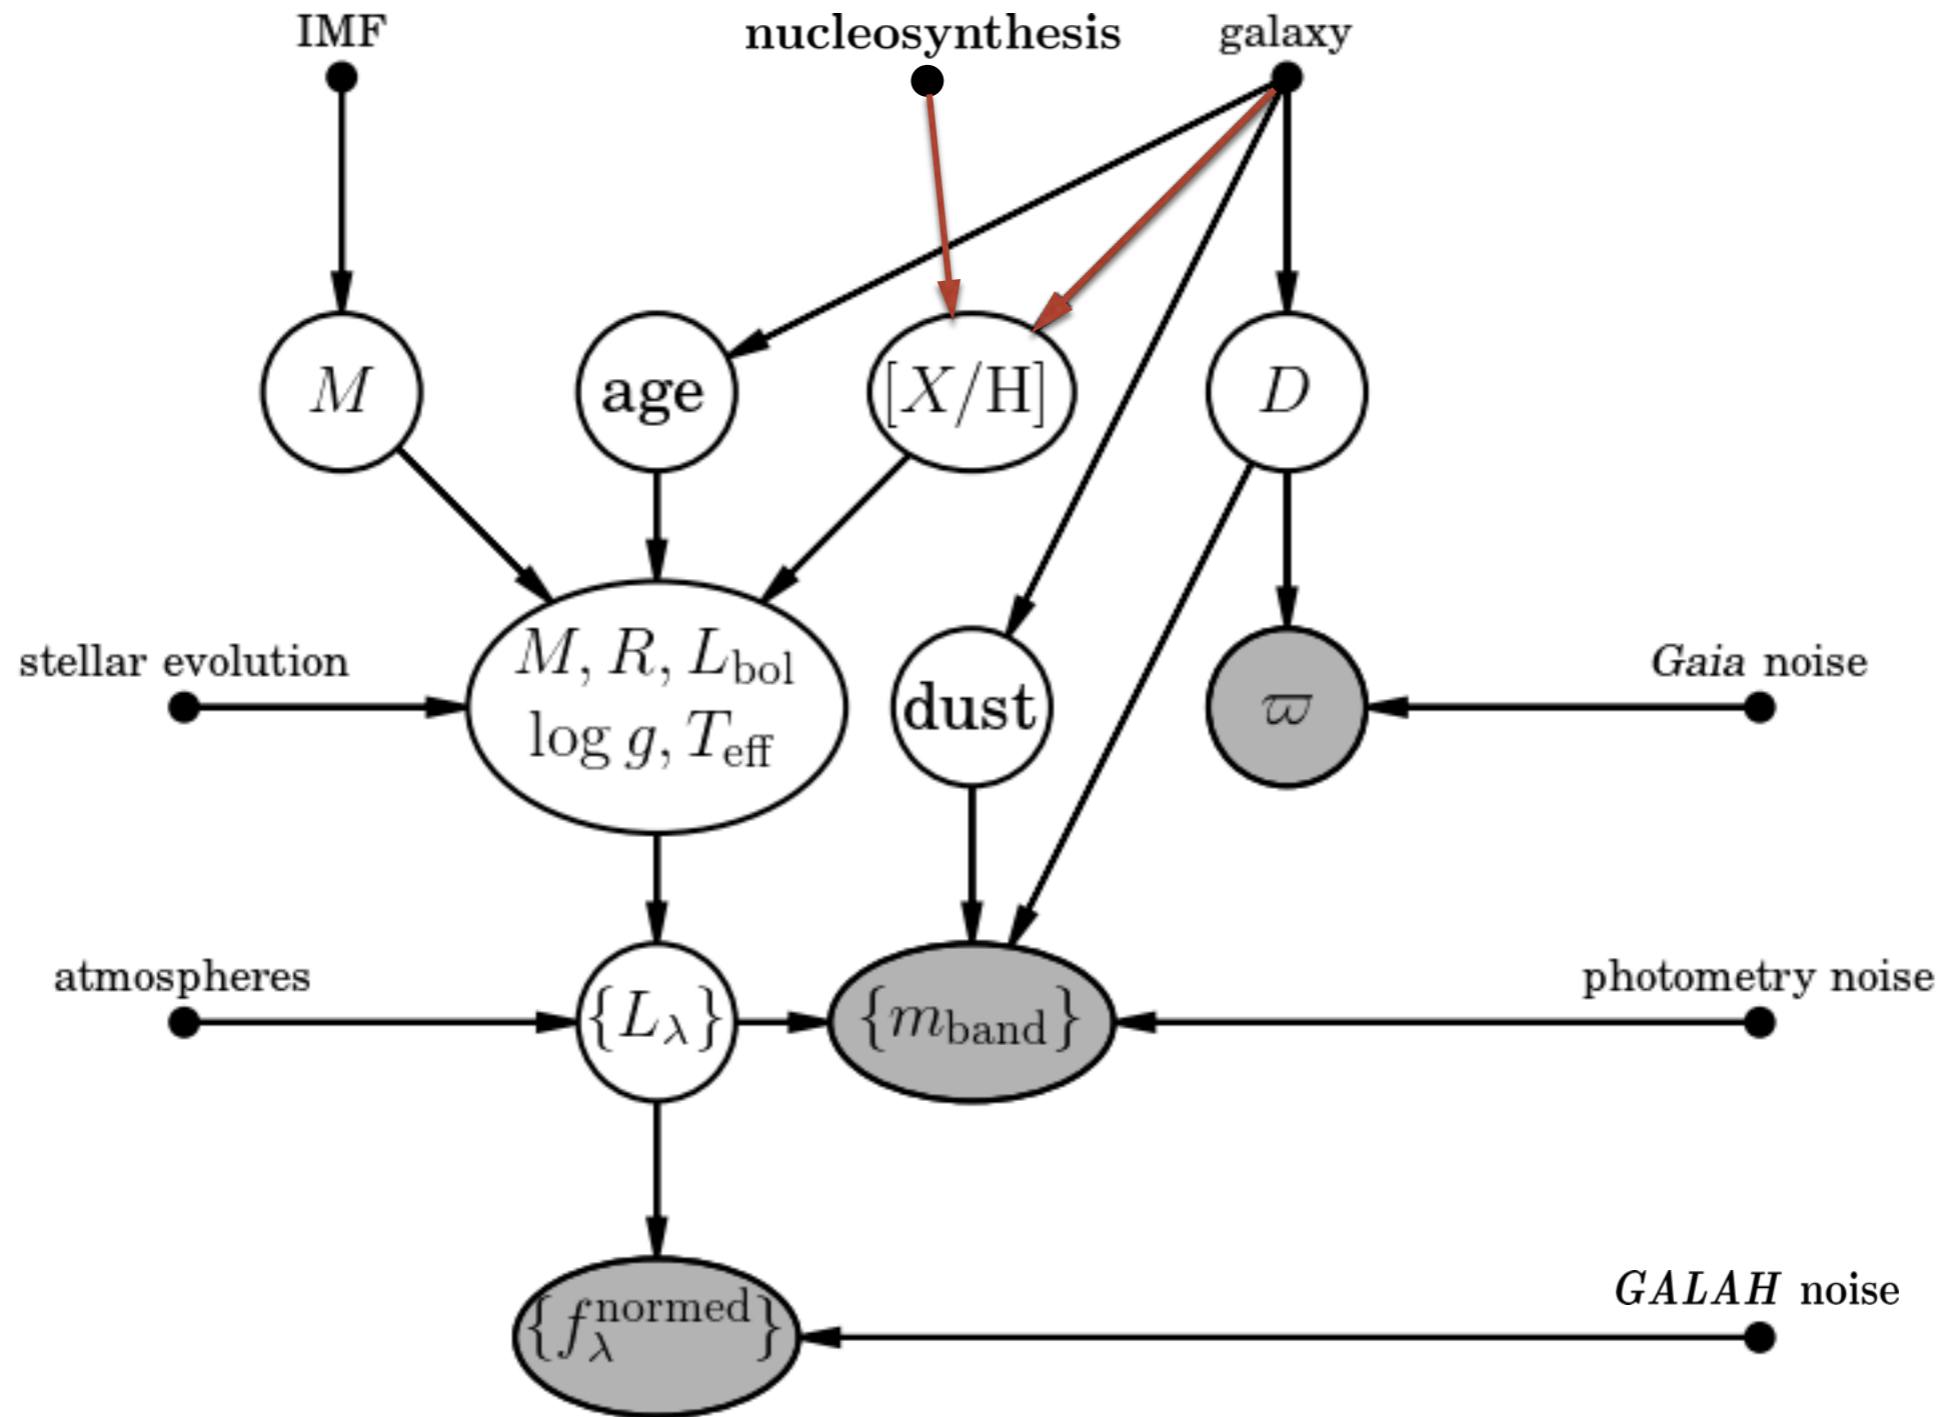 IMF
nucleosynthesis
galaxy
M
age
[X/H]
D
stellar evolution
M, R, L_bol
log g, T_eff
dust
ϖ
Gaia noise
atmospheres
{L_λ}
{m_band}
photometry noise
{f_λ^normed}
GALAH noise